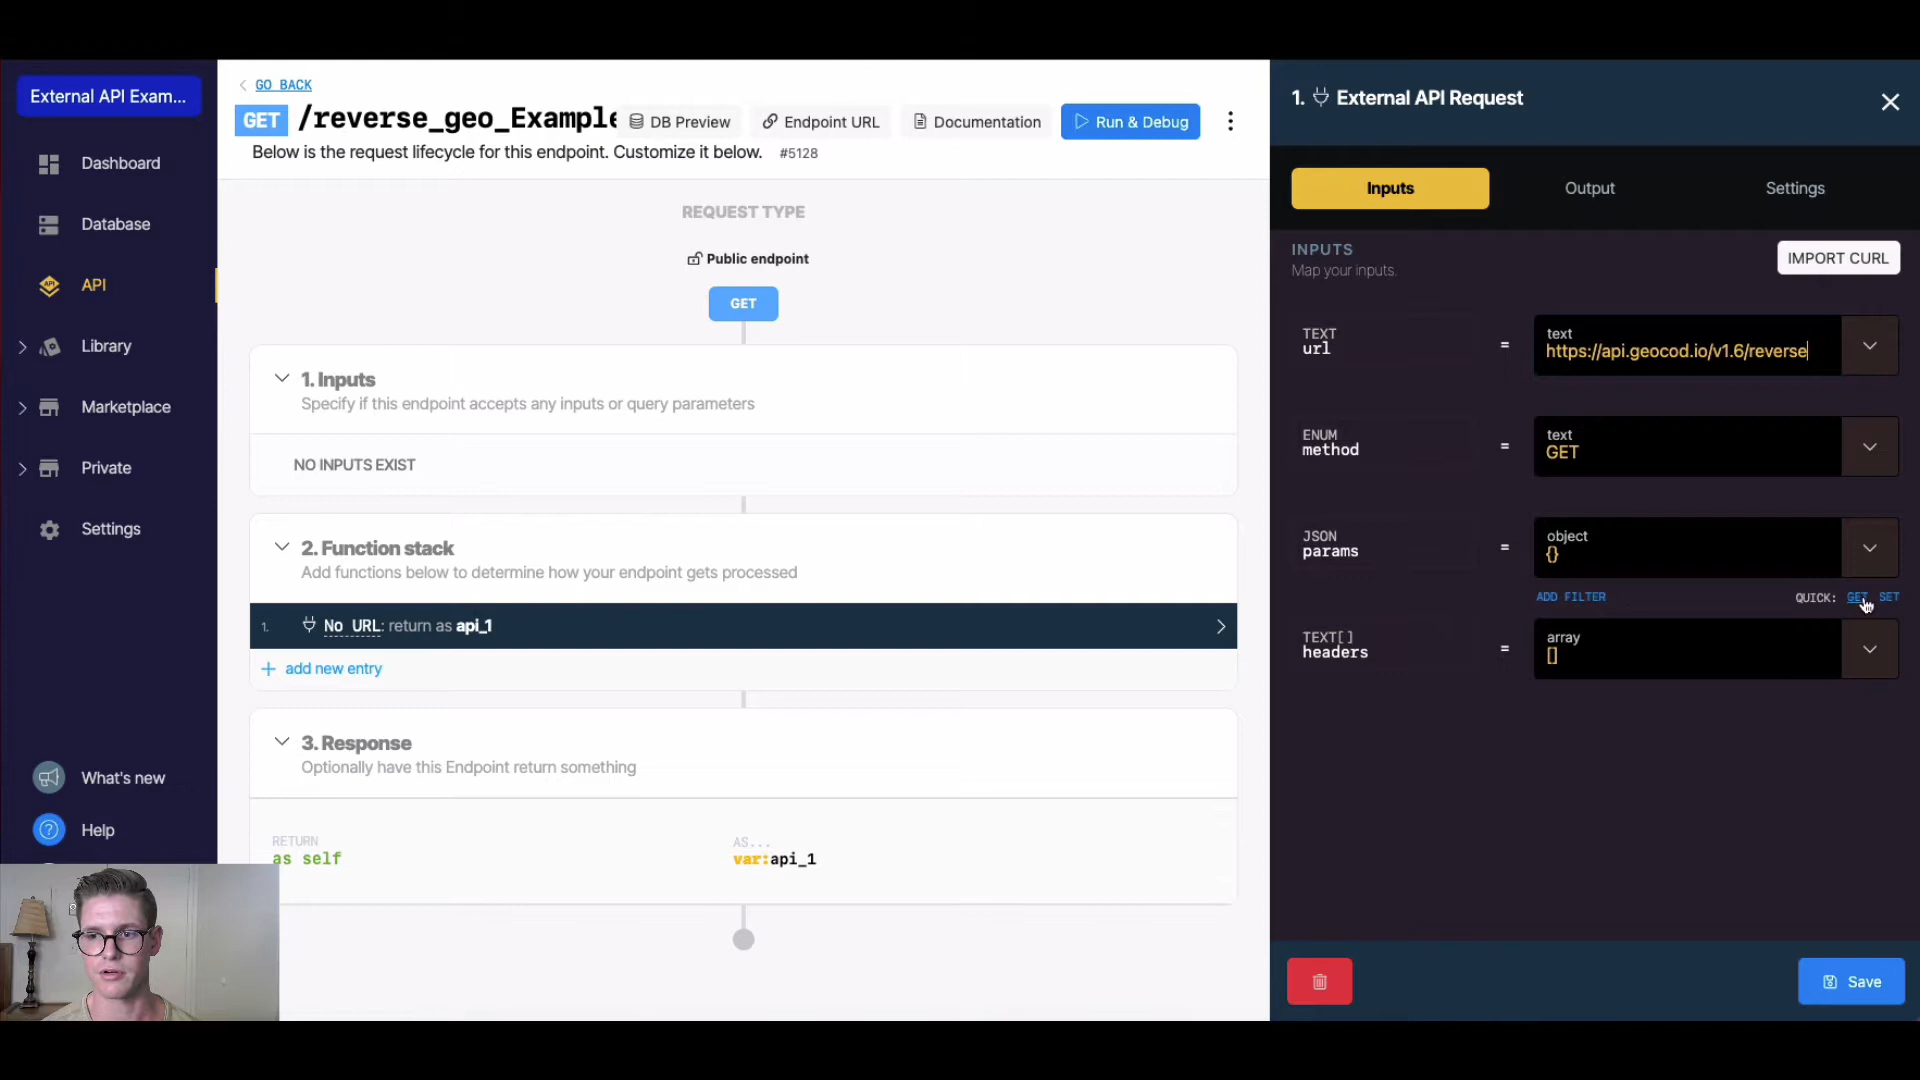 External API Exam...
Dashboard
Database
API
Library
Marketplace
Private
Settings
What's new
Help
GO BACK
GET /reverse_geo_Example
DB Preview
Endpoint URL
Documentation
Run & Debug
Below is the request lifecycle for this endpoint. Customize it below. #5128
REQUEST TYPE
Public endpoint
GET
1. Inputs
Specify if this endpoint accepts any inputs or query parameters
NO INPUTS EXIST
2. Function stack
Add functions below to determine how your endpoint gets processed
1. No URL: return as api_1
add new entry
3. Response
Optionally have this Endpoint return something
RETURN
as self
AS...
var:api_1
1. External API Request
Inputs
Output
Settings
INPUTS
Map your inputs.
IMPORT CURL
TEXT
url
=
text
https://api.geocod.io/v1.6/reverse
ENUM
method
=
text
GET
JSON
params
=
object
{}
ADD FILTER
QUICK: GET SET
TEXT[]
headers
=
array
[]
Save